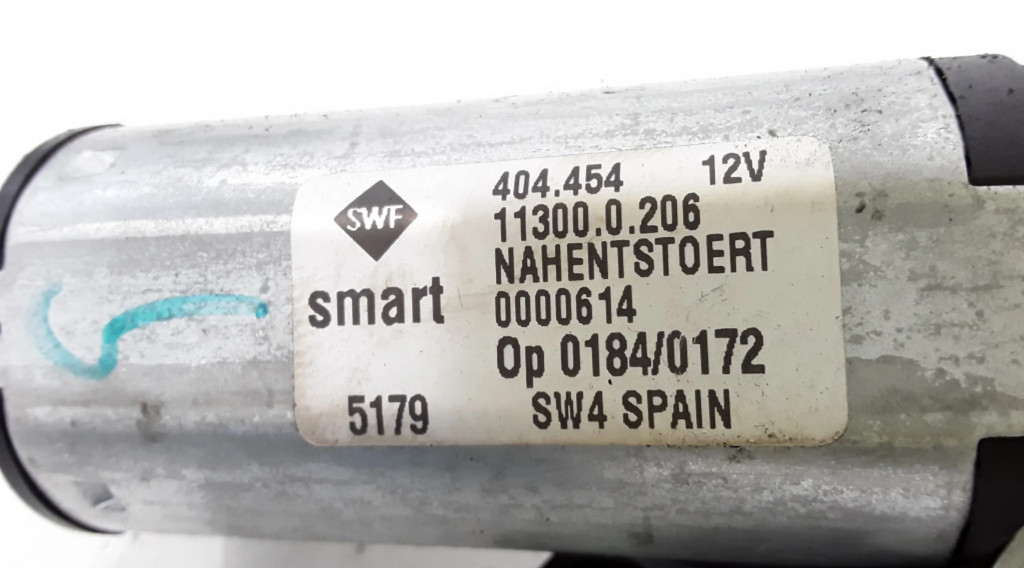 404.454 12V
SWF
11300.0.206
NAHENTSTOERT
smart
0000614
Op 0184/0172
5179 SW4 SPAIN